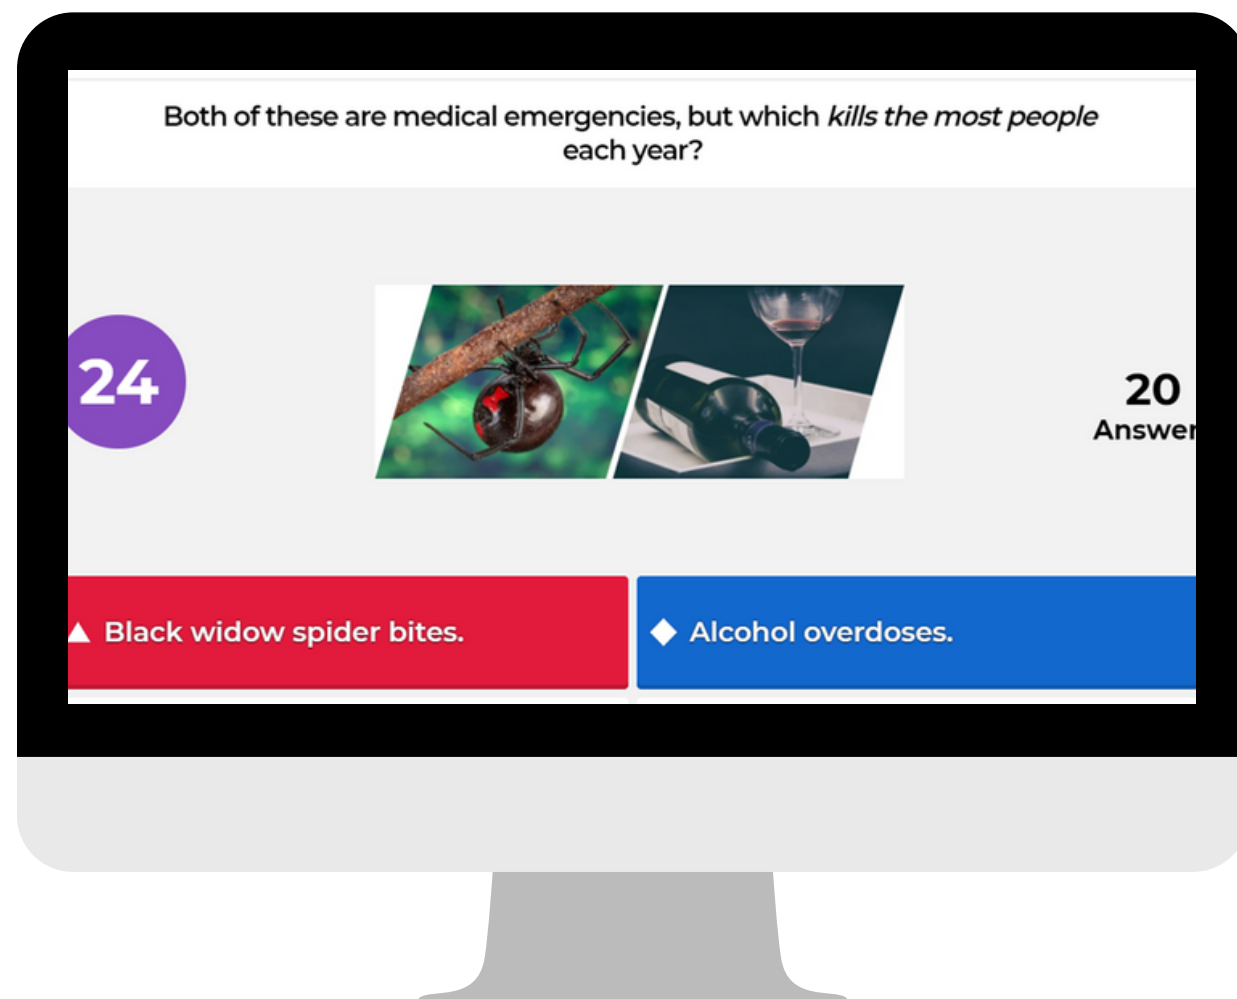 Both of these are medical emergencies, but which kills the most people
each year?
24
20
Answer
Black widow spider bites.
Alcohol overdoses.